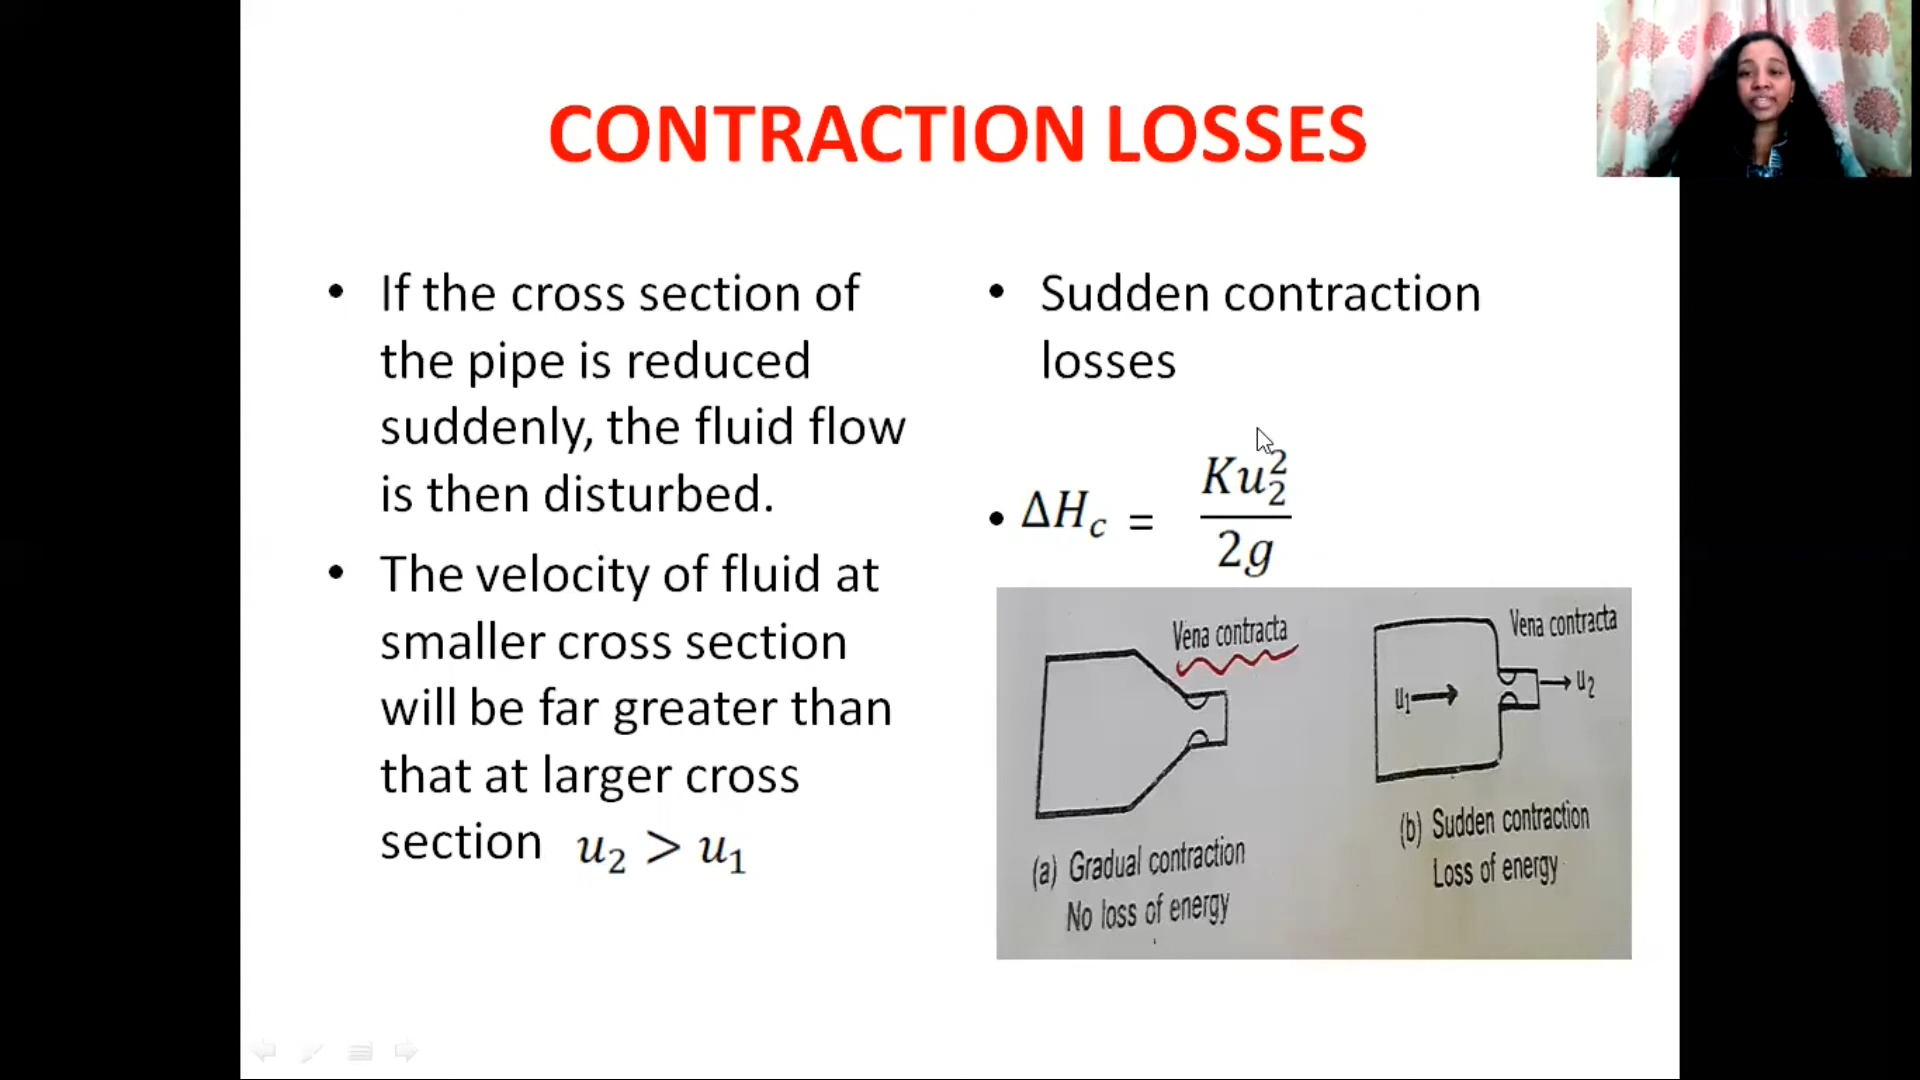 CONTRACTION LOSSES
• If the cross section of
the pipe is reduced
suddenly, the fluid flow
is then disturbed.
• The velocity of fluid at
smaller cross section
will be far greater than
that at larger cross
section u₂ > u₁
• Sudden contraction
losses
• ΔH_c = Ku₂²/2g
Vena contracta
(a) Gradual contraction
No loss of energy
Vena contracta
u₁
u₂
(b) Sudden contraction
Loss of energy